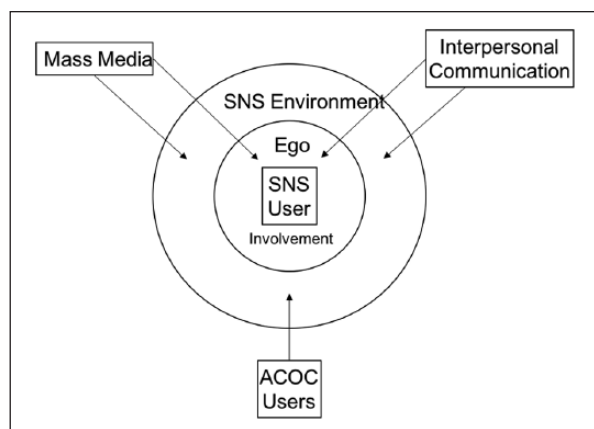 Mass Media
Interpersonal
Communication
SNS Environment
Ego
SNS
User
Involvement
ACOC
Users